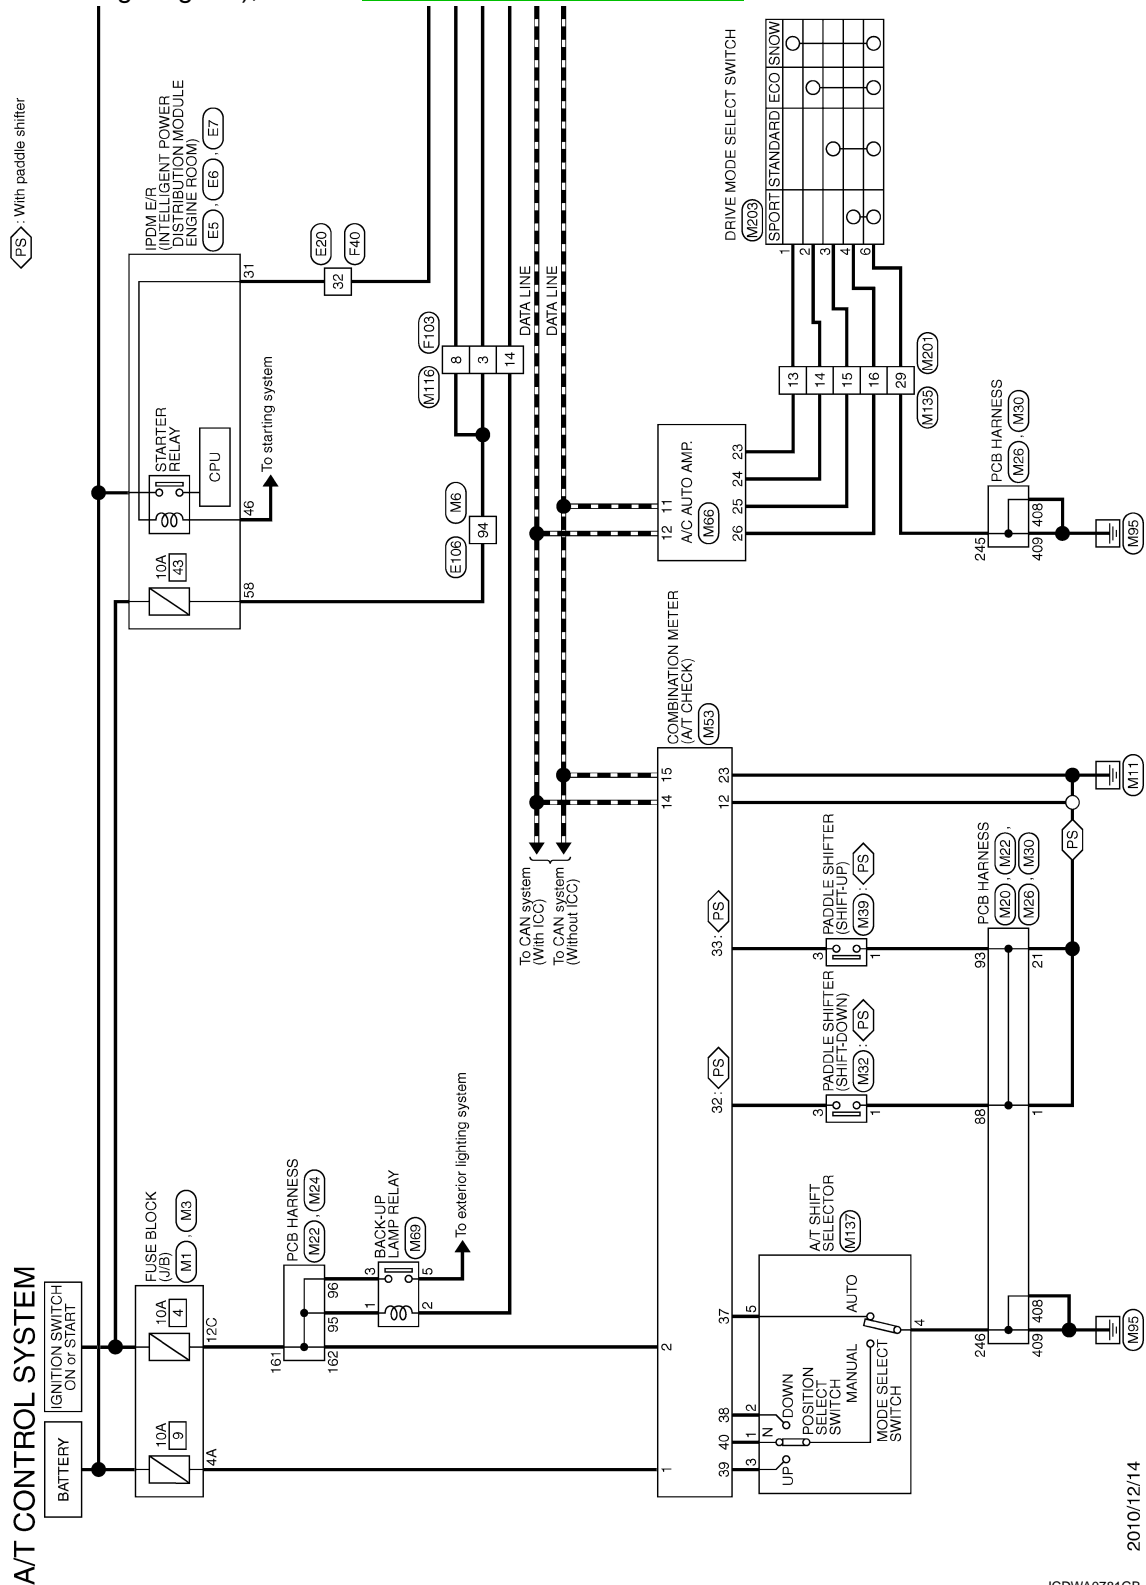 A/T CONTROL SYSTEM
PS : With paddle shifter
BATTERY
IGNITION SWITCH
ON or START
FUSE BLOCK
(J/B)
M1 , M3
10A
9
10A
4
4A
12C
IPDM E/R
(INTELLIGENT POWER
DISTRIBUTION MODULE
ENGINE ROOM)
E5 , E6 , E7
10A
43
STARTER
RELAY
CPU
58
46
31
To starting system
E20
32
F40
PCB HARNESS
M22 , M24
161
162
95
96
BACK-UP
LAMP RELAY
M69
1
3
2
5
To exterior lighting system
E106
94
M6
M116
F103
8
3
14
DATA LINE
DATA LINE
To CAN system
(With ICC)
To CAN system
(Without ICC)
COMBINATION METER
(A/T CHECK)
M53
1
2
14
15
39
40
38
37
32 : PS
33 : PS
12
23
A/C AUTO AMP.
M66
12
11
26
25
24
23
DRIVE MODE SELECT SWITCH
M203
SPORT
STANDARD
ECO
SNOW
1
2
3
4
6
13
14
15
16
29
M135
M201
PCB HARNESS
M26 , M30
245
409
408
M95
A/T SHIFT
SELECTOR
M137
3
1
2
5
UP
N
DOWN
POSITION
SELECT
SWITCH
MANUAL
AUTO
MODE SELECT
SWITCH
4
PADDLE SHIFTER
(SHIFT-DOWN)
M32 : PS
3
1
PADDLE SHIFTER
(SHIFT-UP)
M39 : PS
3
1
PCB HARNESS
M20 , M22 ,
M26 , M30
246
88
93
409
408
1
21
PS
M95
M11
2010/12/14